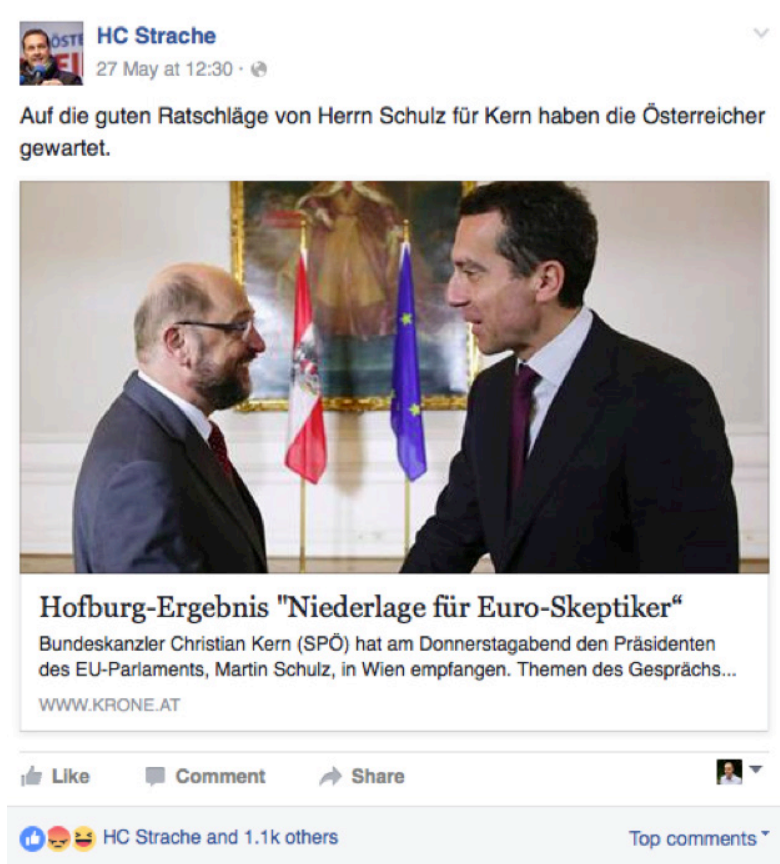 HC Strache
27 May at 12:30 ·
Auf die guten Ratschläge von Herrn Schulz für Kern haben die Österreicher
gewartet.
Hofburg-Ergebnis "Niederlage für Euro-Skeptiker“
Bundeskanzler Christian Kern (SPÖ) hat am Donnerstagabend den Präsidenten
des EU-Parlaments, Martin Schulz, in Wien empfangen. Themen des Gesprächs...
WWW.KRONE.AT
Like Comment Share
HC Strache and 1.1k others Top comments